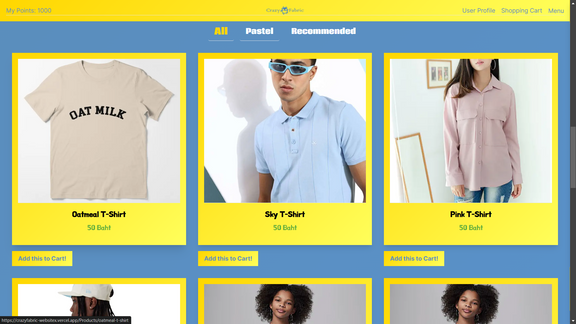 My Points: 1000
Crazy Fabric
User Profile Shopping Cart Menu
All Pastel Recommended
OAT MILK
Oatmeal T-Shirt
50 Baht
Add this to Cart!
Sky T-Shirt
50 Baht
Add this to Cart!
Pink T-Shirt
50 Baht
Add this to Cart!
https://crazyfabric-websitex.vercel.app/Products/oatmeal-t-shirt